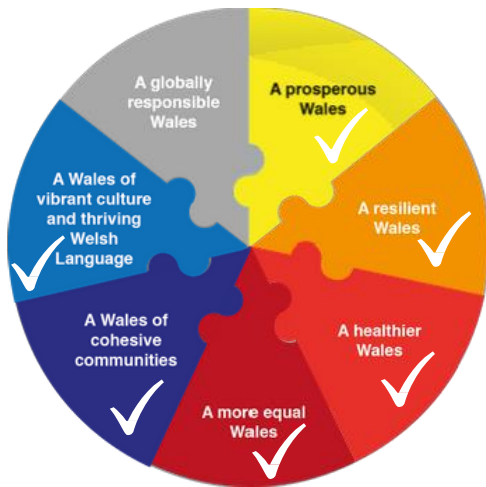 A globally
responsible
Wales
A prosperous
Wales
A resilient
Wales
A healthier
Wales
A more equal
Wales
A Wales of
cohesive
communities
A Wales of
vibrant culture
and thriving
Welsh
Language